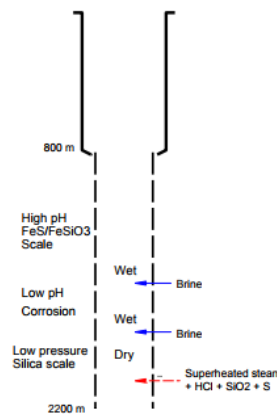 800 m
High pH
FeS/FeSiO3
Scale
Wet
Brine
Low pH
Corrosion
Wet
Brine
Low pressure
Silica scale
Dry
Superheated steam
+ HCl + SiO2 + S
2200 m